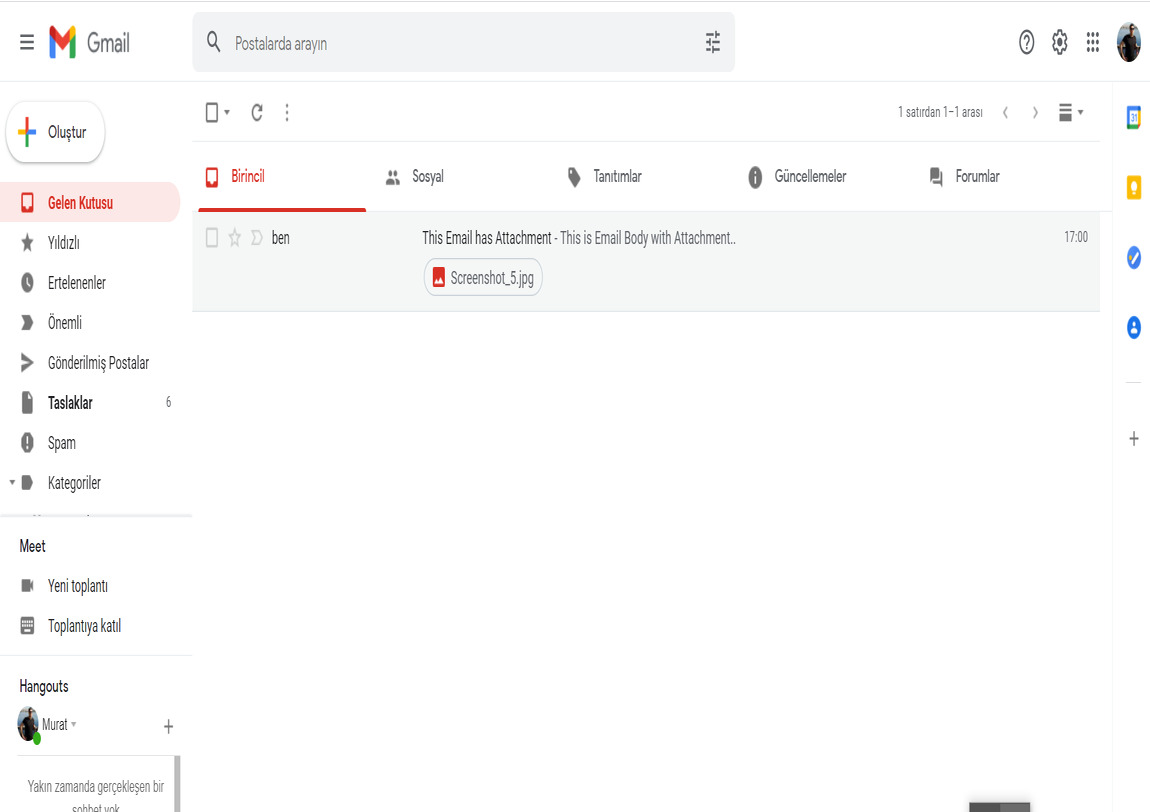 Gmail
Postalarda arayın
Oluştur
1 satırdan 1–1 arası
31
Birincil
Sosyal
Tanıtımlar
Güncellemeler
Forumlar
Gelen Kutusu
Yıldızlı
Ertelenenler
Önemli
Gönderilmiş Postalar
Taslaklar 6
Spam
Kategoriler
ben This Email has Attachment - This is Email Body with Attachment.. 17:00
Screenshot_5.jpg
Meet
Yeni toplantı
Toplantıya katıl
Hangouts
Murat
Yakın zamanda gerçekleşen bir
sohbet yok